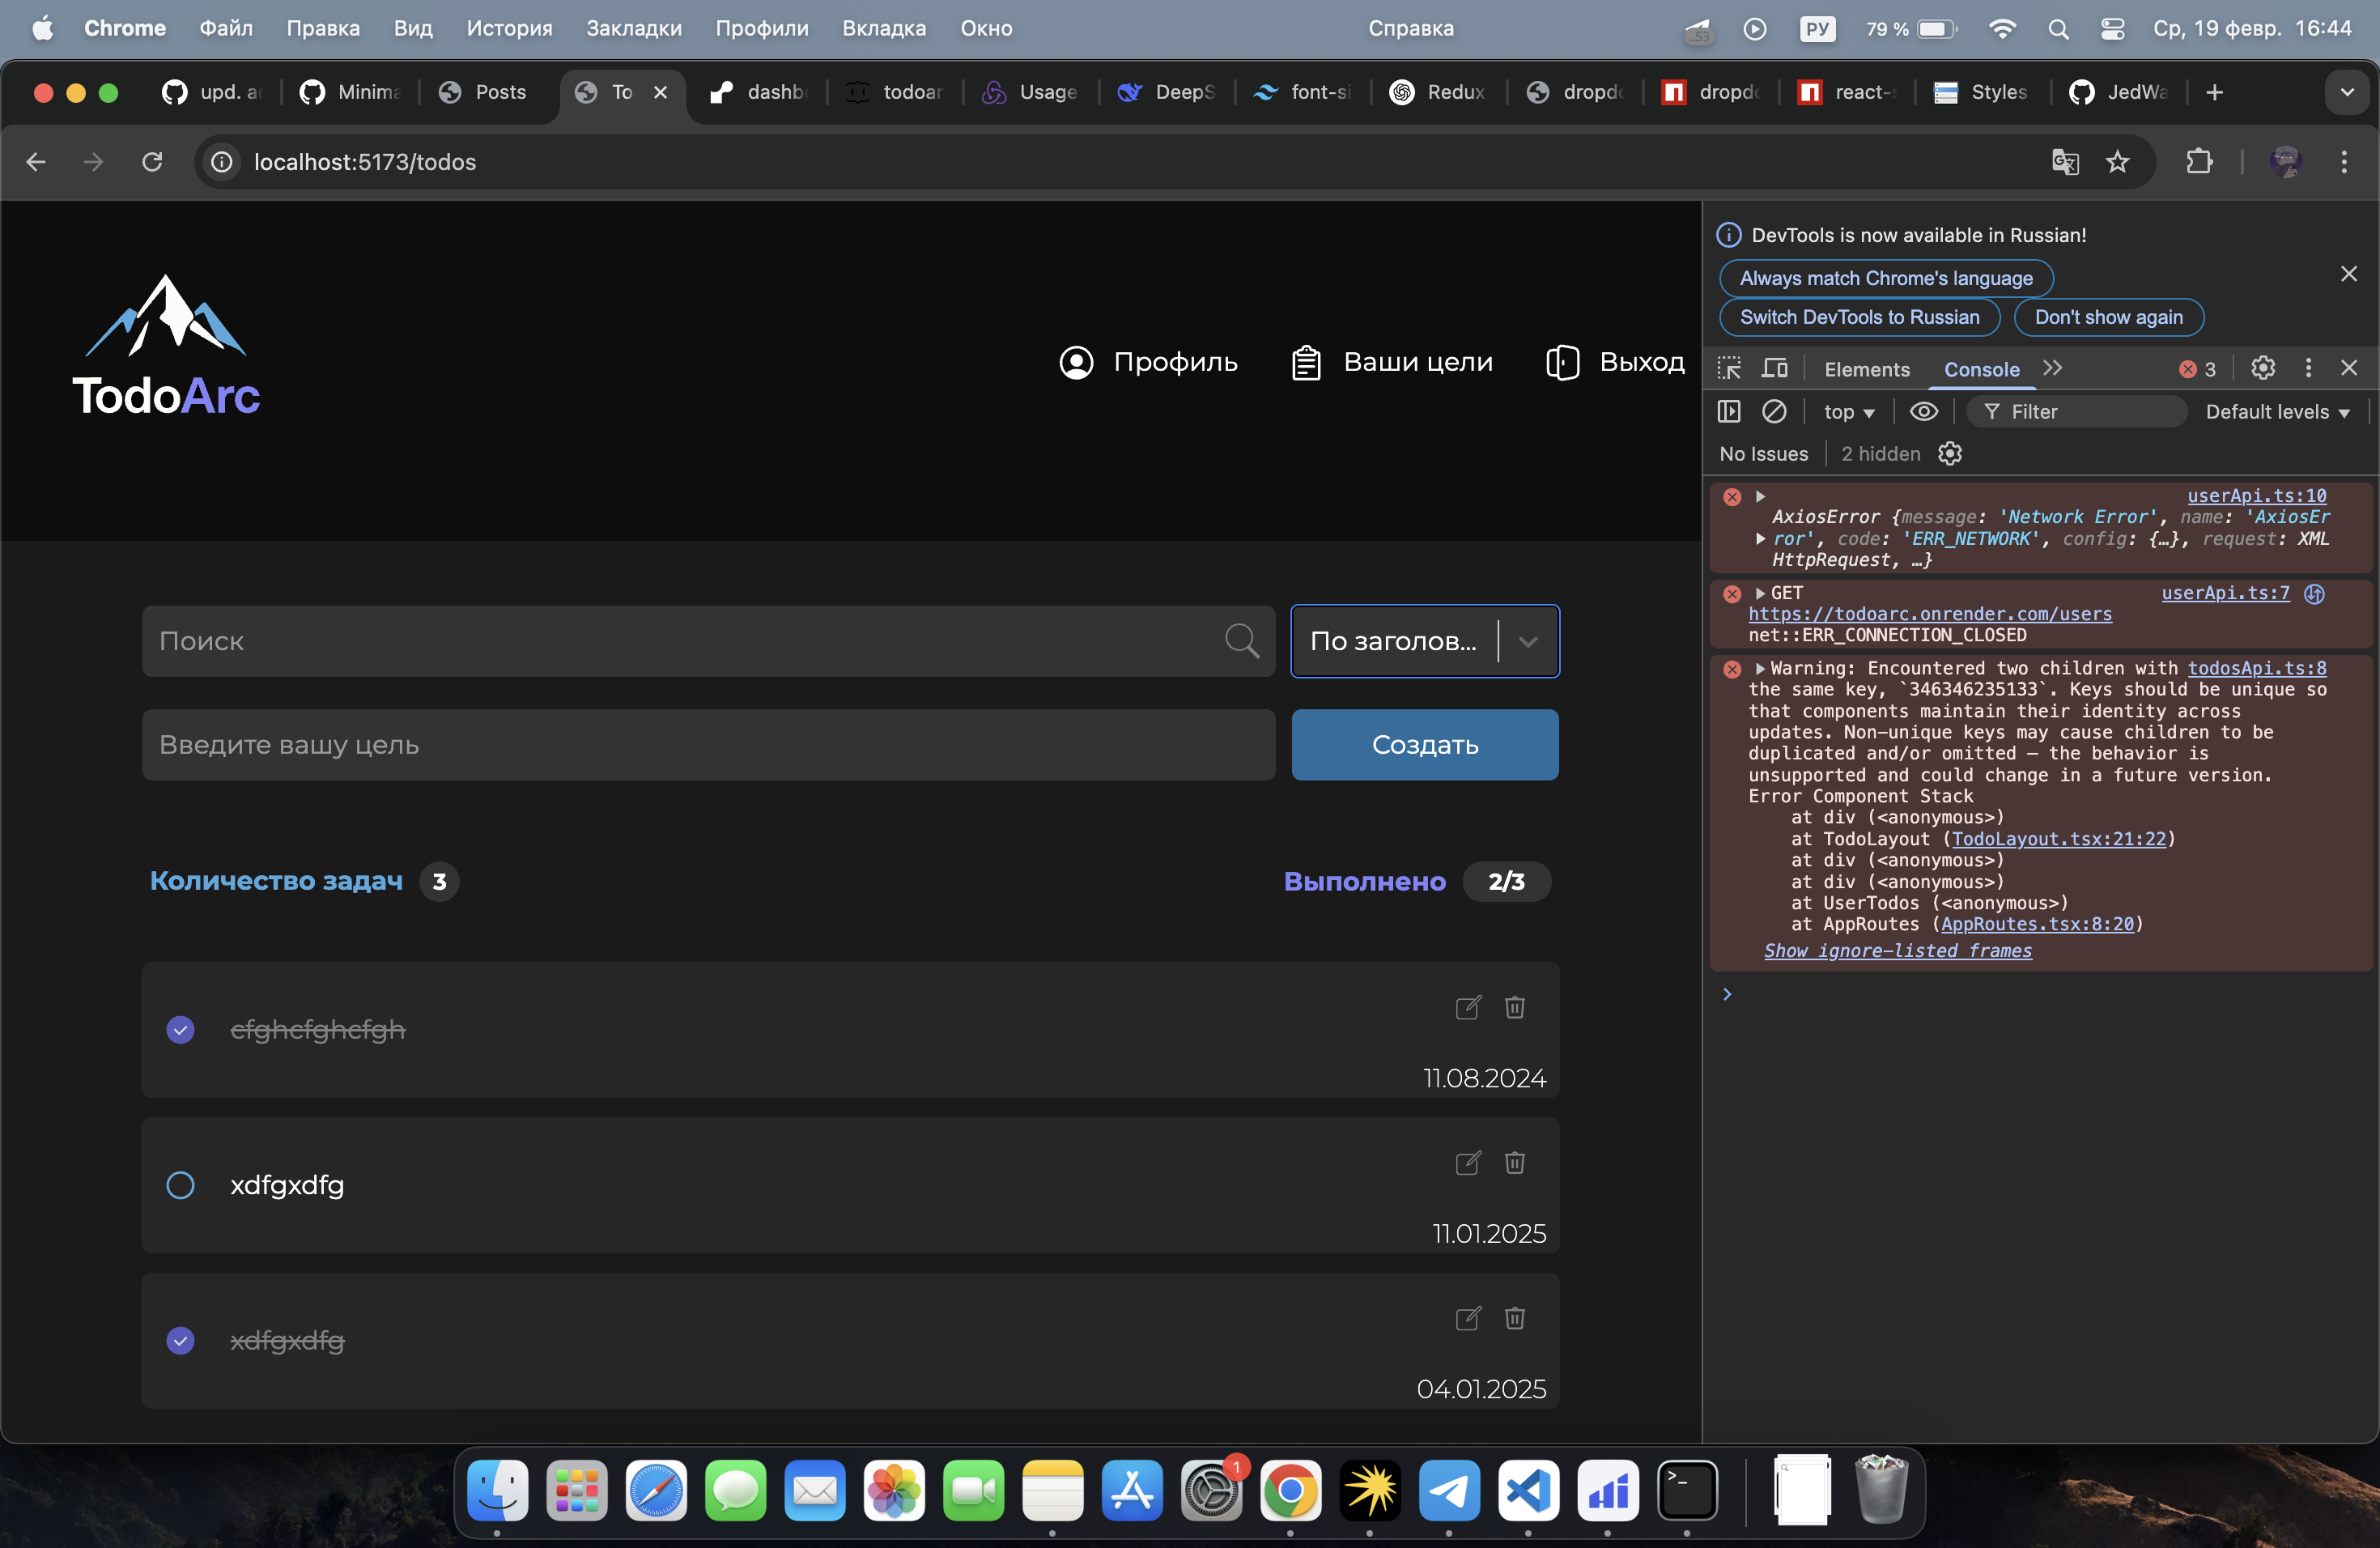 Chrome Файл Правка Вид История Закладки Профили Вкладка Окно Справка ..53 РУ 79 % Ср, 19 февр. 16:44
upd. Minima Posts To dashbo todoar Usage DeepS font-si Redux dropdo dropdo react-s Styles JedWa
localhost:5173/todos
TodoArc
Профиль Ваши цели Выход
Поиск По заголов...
Введите вашу цель Создать
Количество задач 3 Выполнено 2/3
cfghcfghcfgh
11.08.2024
xdfgxdfg
11.01.2025
xdfgxdfg
04.01.2025
DevTools is now available in Russian!
Always match Chrome's language
Switch DevTools to Russian Don't show again
Elements Console 3
top Filter Default levels
No Issues 2 hidden
userApi.ts:10
AxiosError {message: 'Network Error', name: 'AxiosEr
ror', code: 'ERR_NETWORK', config: {…}, request: XML
HttpRequest, …}
GET userApi.ts:7
https://todoarc.onrender.com/users
net::ERR_CONNECTION_CLOSED
Warning: Encountered two children with todosApi.ts:8
the same key, `346346235133`. Keys should be unique so
that components maintain their identity across
updates. Non-unique keys may cause children to be
duplicated and/or omitted — the behavior is
unsupported and could change in a future version.
Error Component Stack
at div (<anonymous>)
at TodoLayout (TodoLayout.tsx:21:22)
at div (<anonymous>)
at div (<anonymous>)
at UserTodos (<anonymous>)
at AppRoutes (AppRoutes.tsx:8:20)
Show ignore-listed frames
1